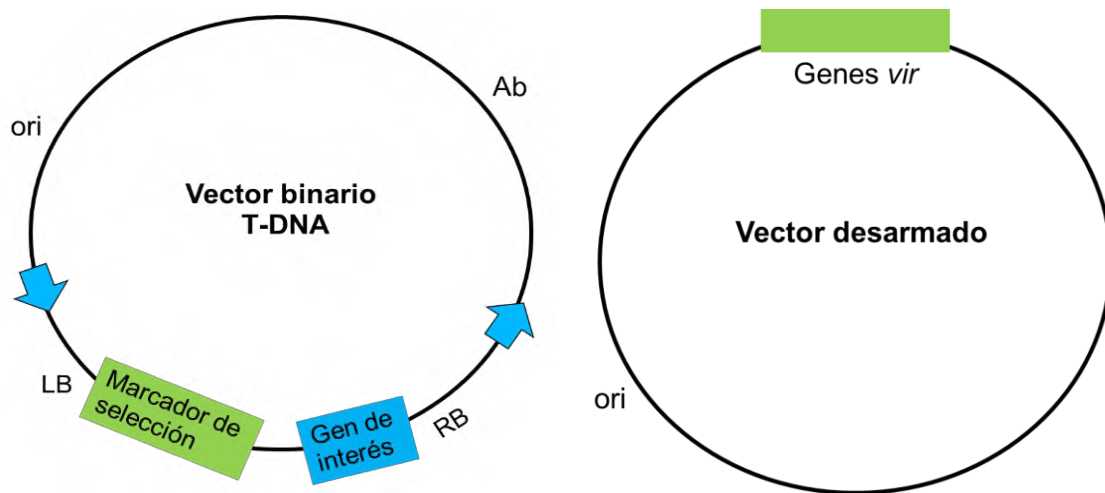 Ab
ori
Vector binario
T-DNA
LB
Marcador de
selección
Gen de
interés
RB
Genes vir
Vector desarmado
ori